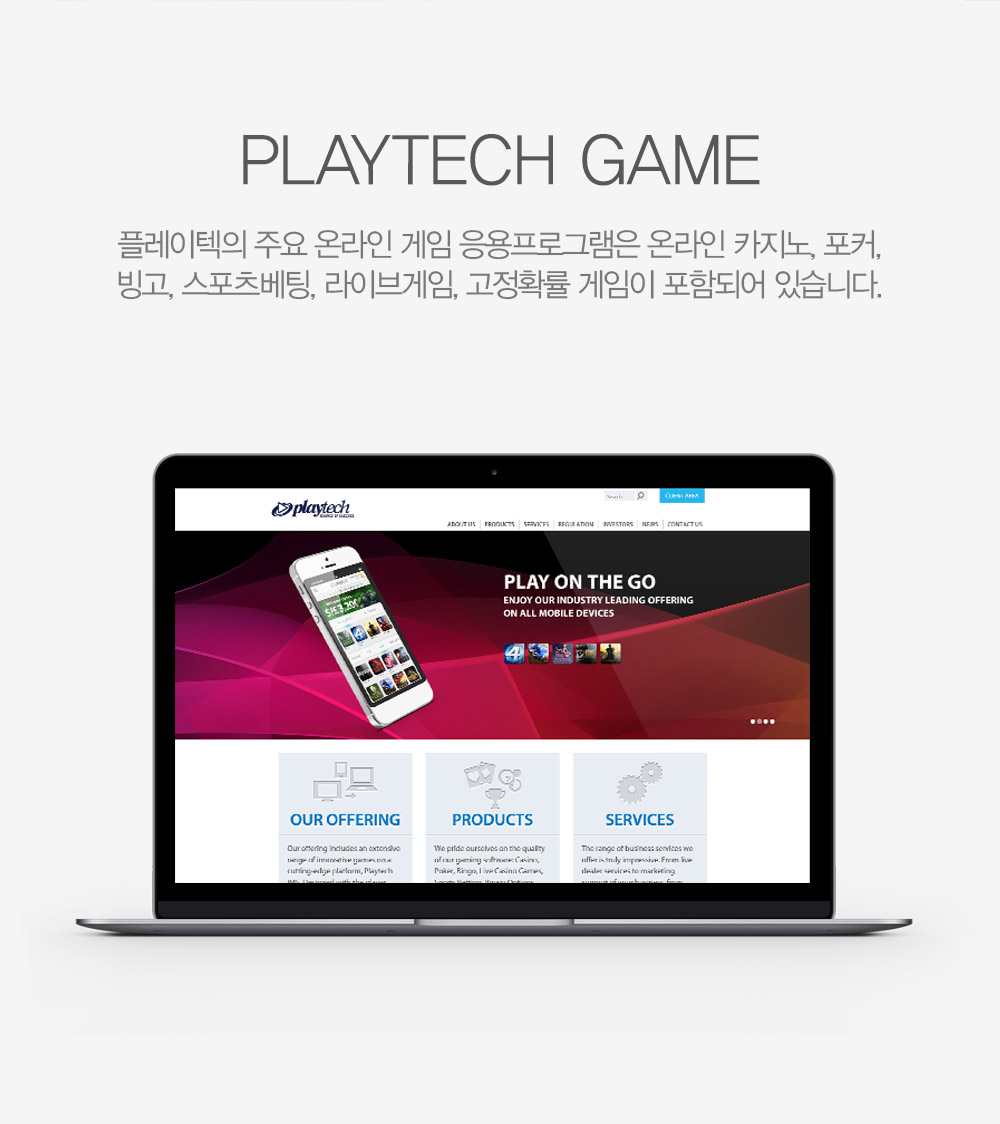 PLAYTECH GAME
플레이텍의 주요 온라인 게임 응용프로그램은 온라인 카지노, 포커,
빙고, 스포츠베팅, 라이브게임, 고정확률 게임이 포함되어 있습니다.
playtech
SOURCE OF SUCCESS
Search
CLIENT AREA
ABOUT US PRODUCTS SERVICES REGULATION INVESTORS NEWS CONTACT US
PLAY ON THE GO
ENJOY OUR INDUSTRY LEADING OFFERING
ON ALL MOBILE DEVICES
OUR OFFERING
Our offering includes an extensive
range of innovative games on a
cutting-edge platform, Playtech
IMS. Designed with the player
PRODUCTS
We pride ourselves on the quality
of our gaming software: Casino,
Poker, Bingo, Live Casino Games,
Sports Betting, Binary Options,
SERVICES
The range of business services we
offer is truly impressive. From live
dealer services to marketing
support of your business, from